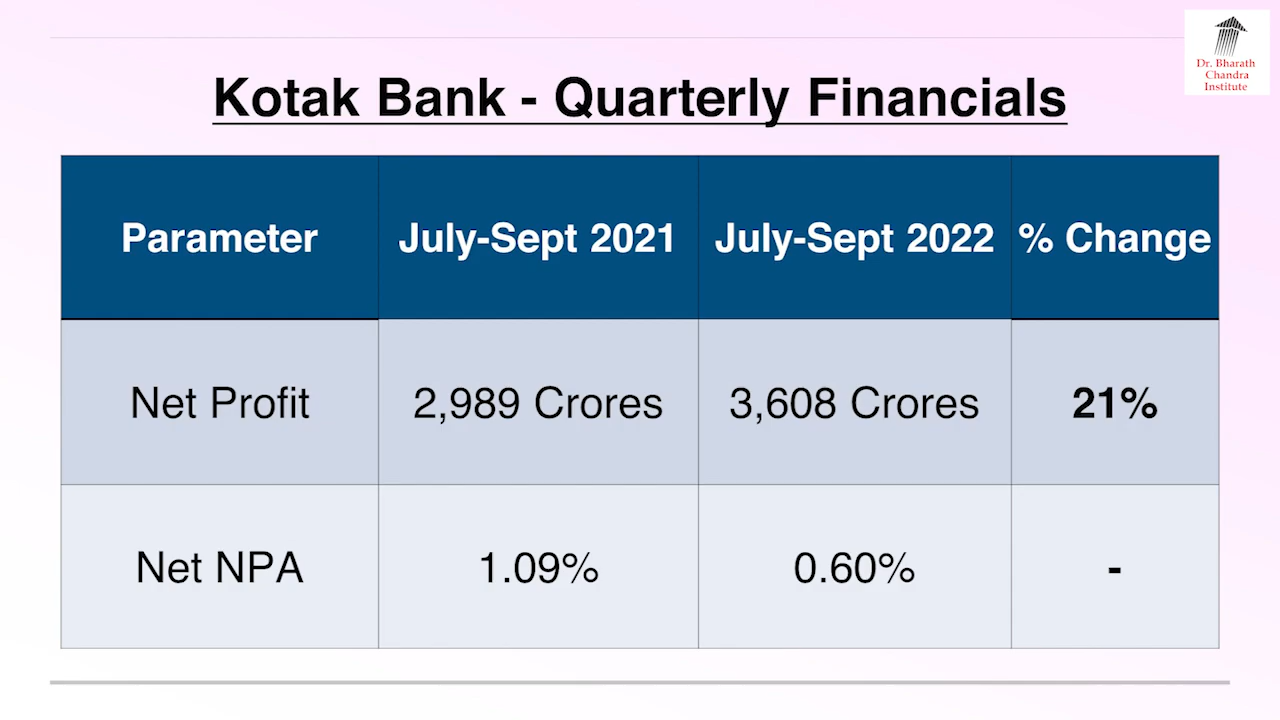 Dr. Bharath
Chandra
Institute
Kotak Bank - Quarterly Financials
Parameter July-Sept 2021 July-Sept 2022 % Change
Net Profit 2,989 Crores 3,608 Crores 21%
Net NPA 1.09% 0.60% -